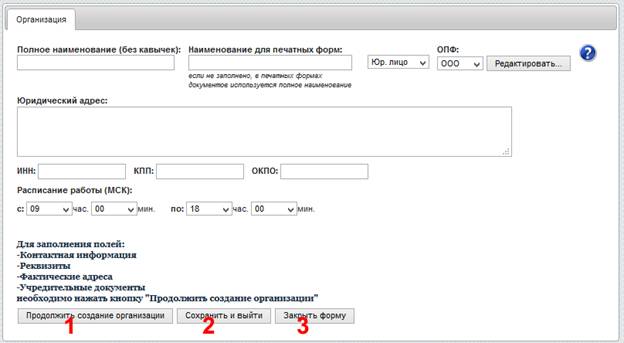 Организация
Полное наименование (без кавычек): Наименование для печатных форм: ОПФ:
Юр. лицо ООО Редактировать... ?
если не заполнено, в печатных формах
документов используется полное наименование
Юридический адрес:
ИНН: КПП: ОКПО:
Расписание работы (МСК):
с: 09 час. 00 мин. по: 18 час. 00 мин.
Для заполнения полей:
-Контактная информация
-Реквизиты
-Фактические адреса
-Учредительные документы
необходимо нажать кнопку "Продолжить создание организации"
Продолжить создание организации Сохранить и выйти Закрыть форму
1 2 3